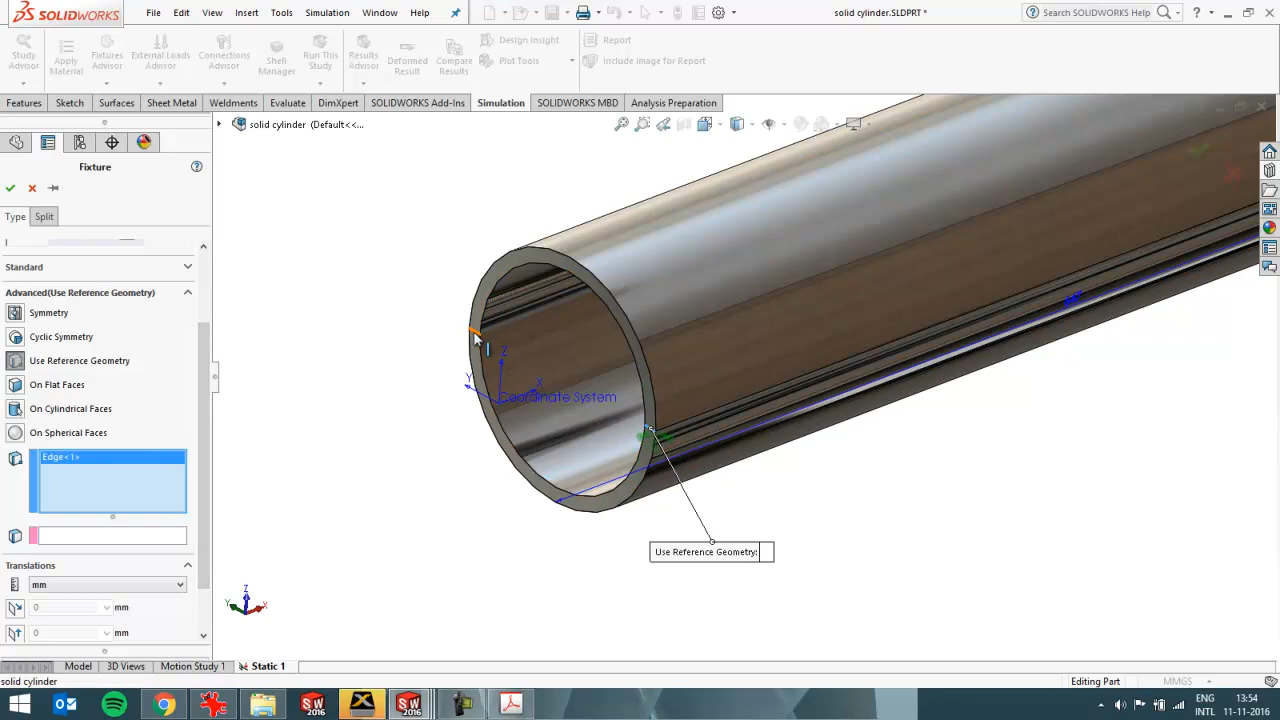 SOLIDWORKS File Edit View Insert Tools Simulation Window Help solid cylinder.SLDPRT * Search SOLIDWORKS Help
Study Advisor
Apply Material
Fixtures Advisor
External Loads Advisor
Connections Advisor
Shell Manager
Run This Study
Results Advisor
Deformed Result
Compare Results
Design Insight
Plot Tools
Report
Include Image for Report
Features Sketch Surfaces Sheet Metal Weldments Evaluate DimXpert SOLIDWORKS Add-Ins Simulation SOLIDWORKS MBD Analysis Preparation
solid cylinder (Default<<...
Fixture
Type Split
Standard
Advanced(Use Reference Geometry)
Symmetry
Cyclic Symmetry
Use Reference Geometry
On Flat Faces
On Cylindrical Faces
On Spherical Faces
Edge<1>
Translations
mm
0 mm
0 mm
Z
Y
X
Coordinate System
Use Reference Geometry:
Z
Y
X
Model 3D Views Motion Study 1 Static 1
solid cylinder Editing Part MMGS
SW 2016
SW 2016
ENG
INTL
13:54
11-11-2016